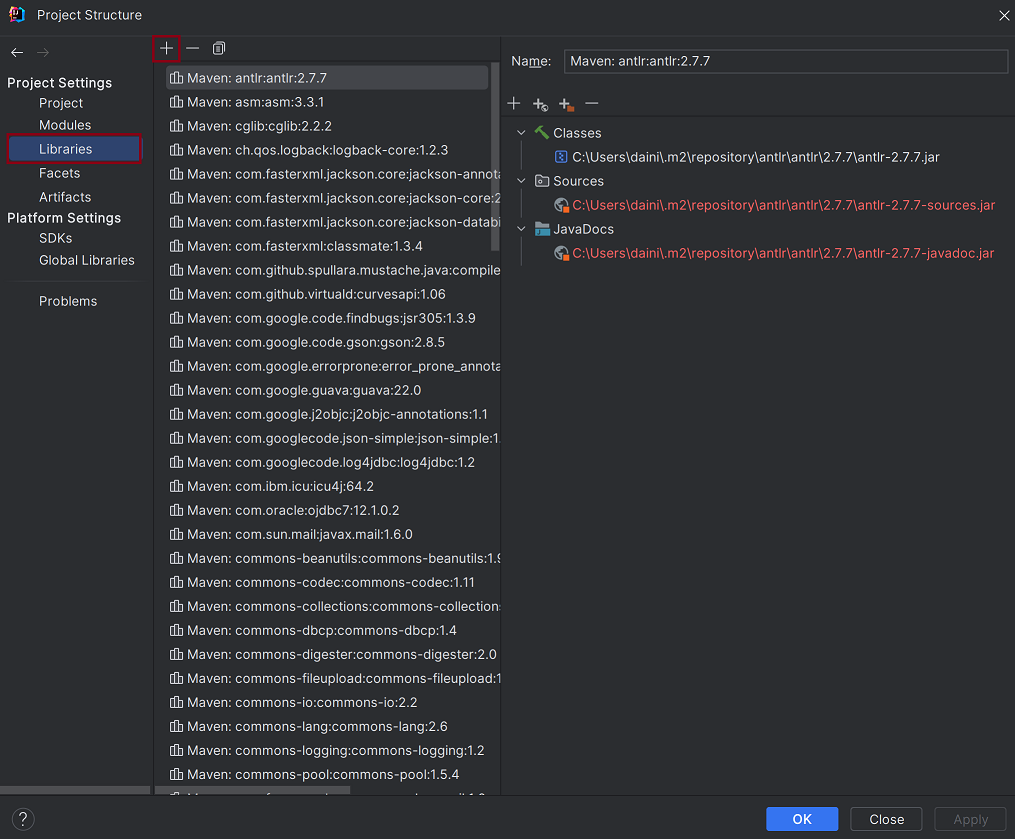 Project Structure
Project Settings
Project
Modules
Libraries
Facets
Artifacts
Platform Settings
SDKs
Global Libraries
Problems
Maven: antlr:antlr:2.7.7
Maven: asm:asm:3.3.1
Maven: cglib:cglib:2.2.2
Maven: ch.qos.logback:logback-core:1.2.3
Maven: com.fasterxml.jackson.core:jackson-annota
Maven: com.fasterxml.jackson.core:jackson-core:2
Maven: com.fasterxml.jackson.core:jackson-databi
Maven: com.fasterxml:classmate:1.3.4
Maven: com.github.spullara.mustache.java:compile
Maven: com.github.virtuald:curvesapi:1.06
Maven: com.google.code.findbugs:jsr305:1.3.9
Maven: com.google.code.gson:gson:2.8.5
Maven: com.google.errorprone:error_prone_annota
Maven: com.google.guava:guava:22.0
Maven: com.google.j2objc:j2objc-annotations:1.1
Maven: com.googlecode.json-simple:json-simple:1.
Maven: com.googlecode.log4jdbc:log4jdbc:1.2
Maven: com.ibm.icu:icu4j:64.2
Maven: com.oracle:ojdbc7:12.1.0.2
Maven: com.sun.mail:javax.mail:1.6.0
Maven: commons-beanutils:commons-beanutils:1.9
Maven: commons-codec:commons-codec:1.11
Maven: commons-collections:commons-collections
Maven: commons-dbcp:commons-dbcp:1.4
Maven: commons-digester:commons-digester:2.0
Maven: commons-fileupload:commons-fileupload:1
Maven: commons-io:commons-io:2.2
Maven: commons-lang:commons-lang:2.6
Maven: commons-logging:commons-logging:1.2
Maven: commons-pool:commons-pool:1.5.4
Name: Maven: antlr:antlr:2.7.7
Classes
C:\Users\daini\.m2\repository\antlr\antlr\2.7.7\antlr-2.7.7.jar
Sources
C:\Users\daini\.m2\repository\antlr\antlr\2.7.7\antlr-2.7.7-sources.jar
JavaDocs
C:\Users\daini\.m2\repository\antlr\antlr\2.7.7\antlr-2.7.7-javadoc.jar
?
OK
Close
Apply